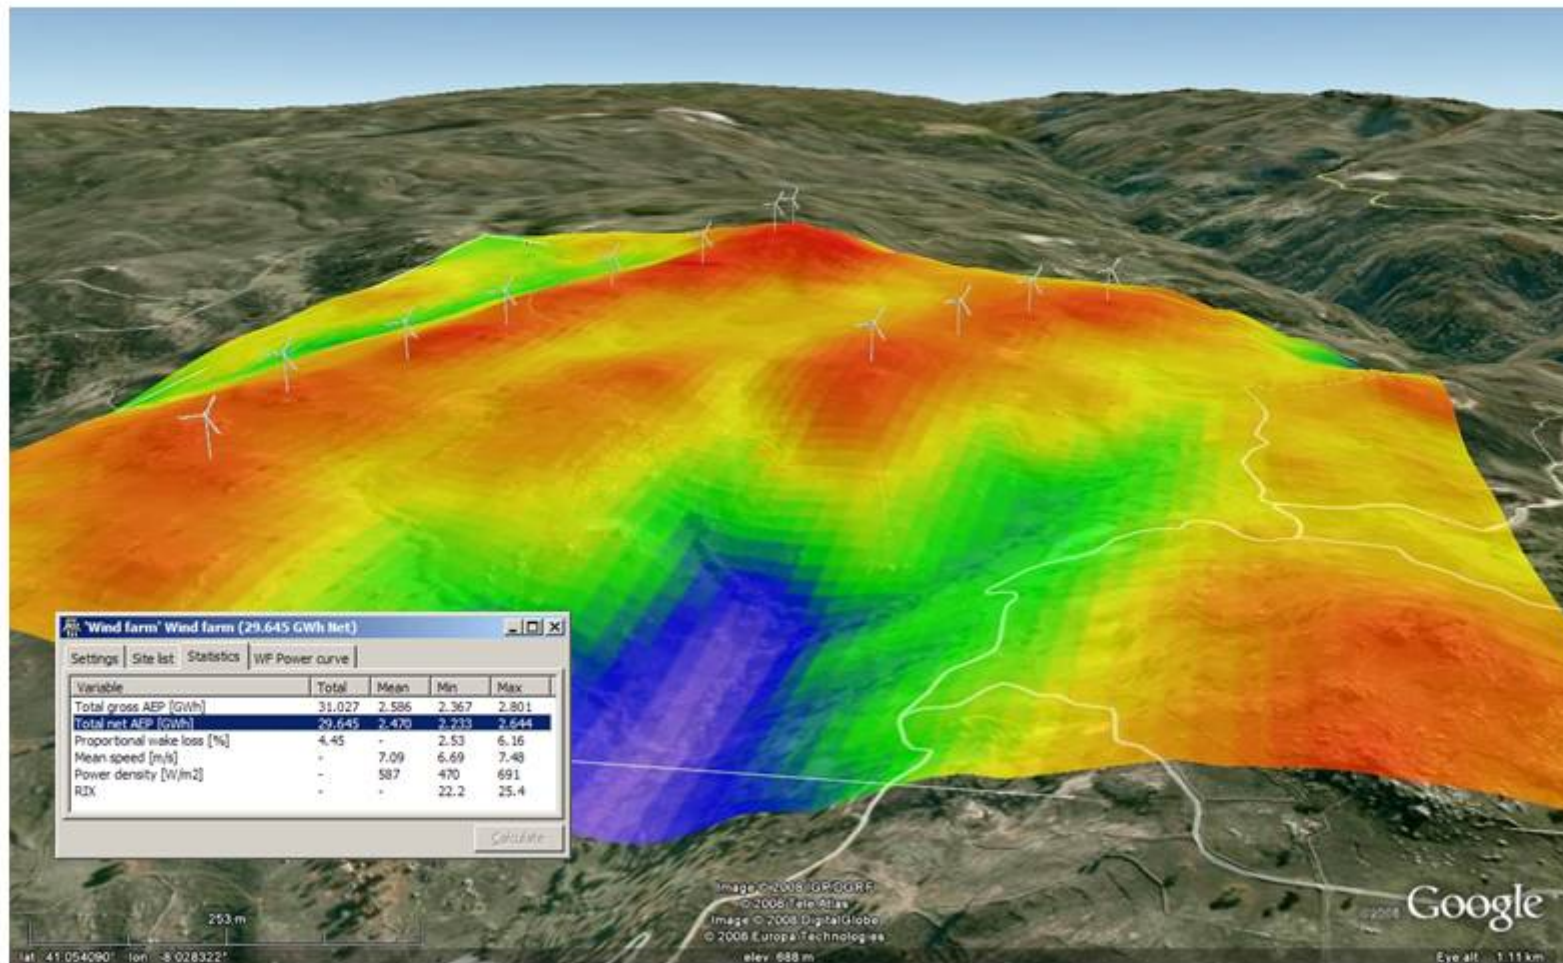 'Wind farm' Wind farm (29.645 GWh Net)
Settings Site list Statistics WF Power curve
Variable Total Mean Min Max
Total gross AEP [GWh] 31.027 2.586 2.367 2.801
Total net AEP [GWh] 29.645 2.470 2.233 2.644
Proportional wake loss [%] 4.45 - 2.53 6.16
Mean speed [m/s] - 7.09 6.69 7.48
Power density [W/m2] - 587 470 691
RIX - - 22.2 25.4
Calculate
Image © 2008 IGP/DGRF
© 2008 Tele Atlas
Image © 2008 DigitalGlobe
© 2008 Europa Technologies
©2008 Google
253 m
lat 41.054090° lon -8.028322° elev 688 m Eye alt 1.11 km